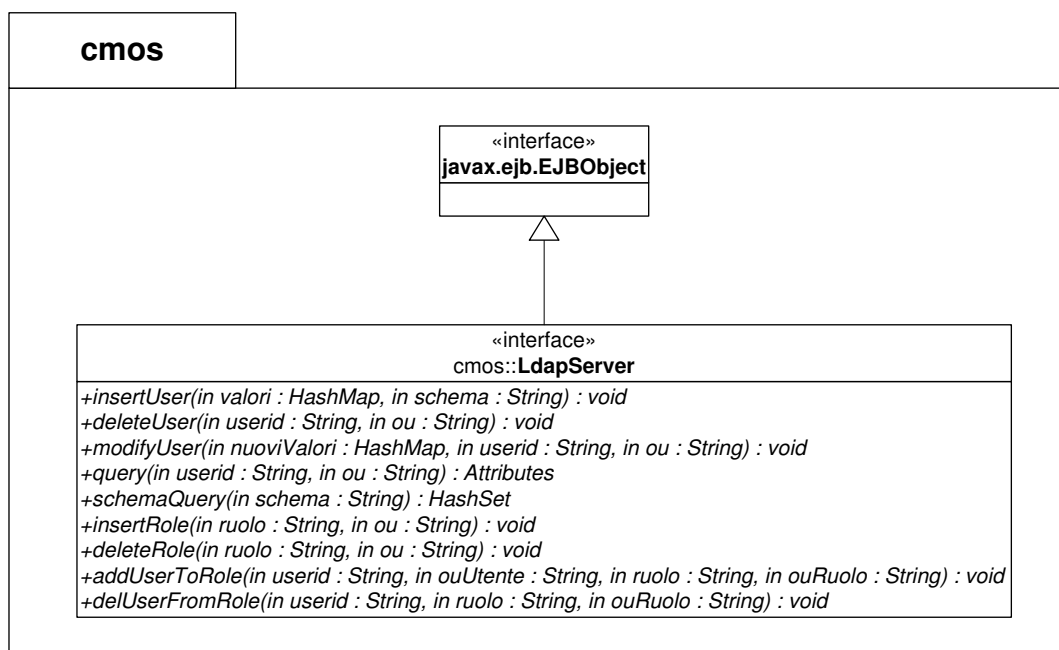 cmos
«interface»
javax.ejb.EJBObject
«interface»
cmos::LdapServer
+insertUser(in valori : HashMap, in schema : String) : void
+deleteUser(in userid : String, in ou : String) : void
+modifyUser(in nuoviValori : HashMap, in userid : String, in ou : String) : void
+query(in userid : String, in ou : String) : Attributes
+schemaQuery(in schema : String) : HashSet
+insertRole(in ruolo : String, in ou : String) : void
+deleteRole(in ruolo : String, in ou : String) : void
+addUserToRole(in userid : String, in ouUtente : String, in ruolo : String, in ouRuolo : String) : void
+delUserFromRole(in userid : String, in ruolo : String, in ouRuolo : String) : void